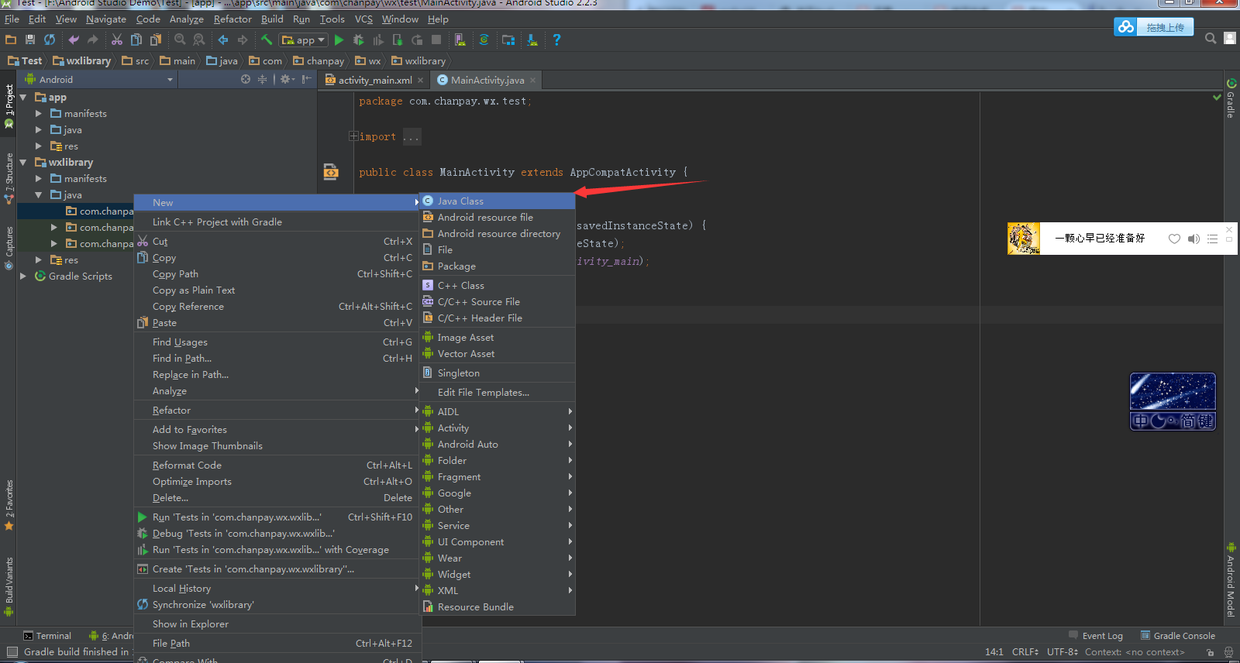 Test - [F:\Android Studio Demo\Test] - [app] - ...\app\src\main\java\com\chanpay\wx\test\MainActivity.java - Android Studio 2.2.3
File Edit View Navigate Code Analyze Refactor Build Run Tools VCS Window Help
拖拽上传
app
Test wxlibrary src main java com chanpay wx wxlibrary
Android
activity_main.xml
MainActivity.java
1: Project
7: Structure
Captures
2: Favorites
Build Variants
Gradle
Android Model
app
manifests
java
res
wxlibrary
manifests
java
com.chanpa
com.chanpa
com.chanpa
res
Gradle Scripts
package com.chanpay.wx.test;
import ...
public class MainActivity extends AppCompatActivity {
savedInstanceState) {
eState);
ivity_main);
New
Link C++ Project with Gradle
Cut Ctrl+X
Copy Ctrl+C
Copy Path Ctrl+Shift+C
Copy as Plain Text
Copy Reference Ctrl+Alt+Shift+C
Paste Ctrl+V
Find Usages Ctrl+G
Find in Path... Ctrl+H
Replace in Path...
Analyze
Refactor
Add to Favorites
Show Image Thumbnails
Reformat Code Ctrl+Alt+L
Optimize Imports Ctrl+Alt+O
Delete... Delete
Run 'Tests in 'com.chanpay.wx.wxlib...' Ctrl+Shift+F10
Debug 'Tests in 'com.chanpay.wx.wxlib...'
Run 'Tests in 'com.chanpay.wx.wxlib...' with Coverage
Create 'Tests in 'com.chanpay.wx.wxlibrary''...
Local History
Synchronize 'wxlibrary'
Show in Explorer
File Path Ctrl+Alt+F12
Compare With... Ctrl+D
Java Class
Android resource file
Android resource directory
File
Package
C++ Class
C/C++ Source File
C/C++ Header File
Image Asset
Vector Asset
Singleton
Edit File Templates...
AIDL
Activity
Android Auto
Folder
Fragment
Google
Other
Service
UI Component
Wear
Widget
XML
Resource Bundle
一颗心早已经准备好
中 简 键
Terminal
6: Andr
Event Log
Gradle Console
Gradle build finished in
14:1 CRLF UTF-8 Context: <no context>